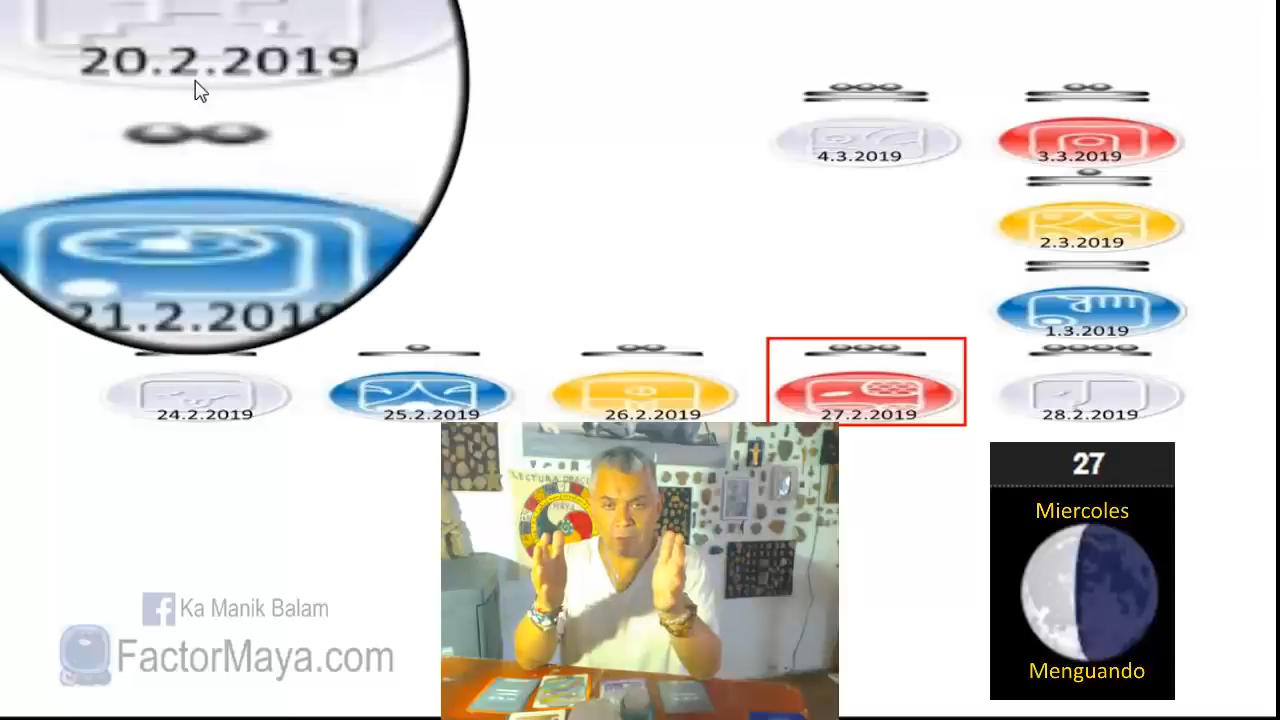 20.2.2019
21.2.2019
4.3.2019
3.3.2019
2.3.2019
1.3.2019
24.2.2019
25.2.2019
26.2.2019
27.2.2019
28.2.2019
LECTURA
MAYA
27
Miercoles
Menguando
Ka Manik Balam
FactorMaya.com